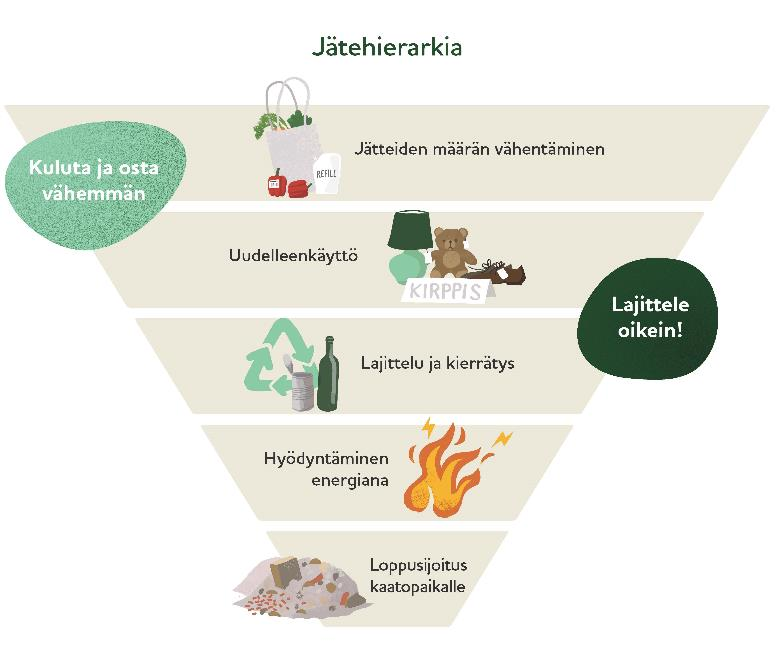 Jätehierarkia
Kuluta ja osta
vähemmän
Jätteiden määrän vähentäminen
REFILL
Uudelleenkäyttö
KIRPPIS
Lajittele
oikein!
Lajittelu ja kierrätys
Hyödyntäminen
energiana
Loppusijoitus
kaatopaikalle